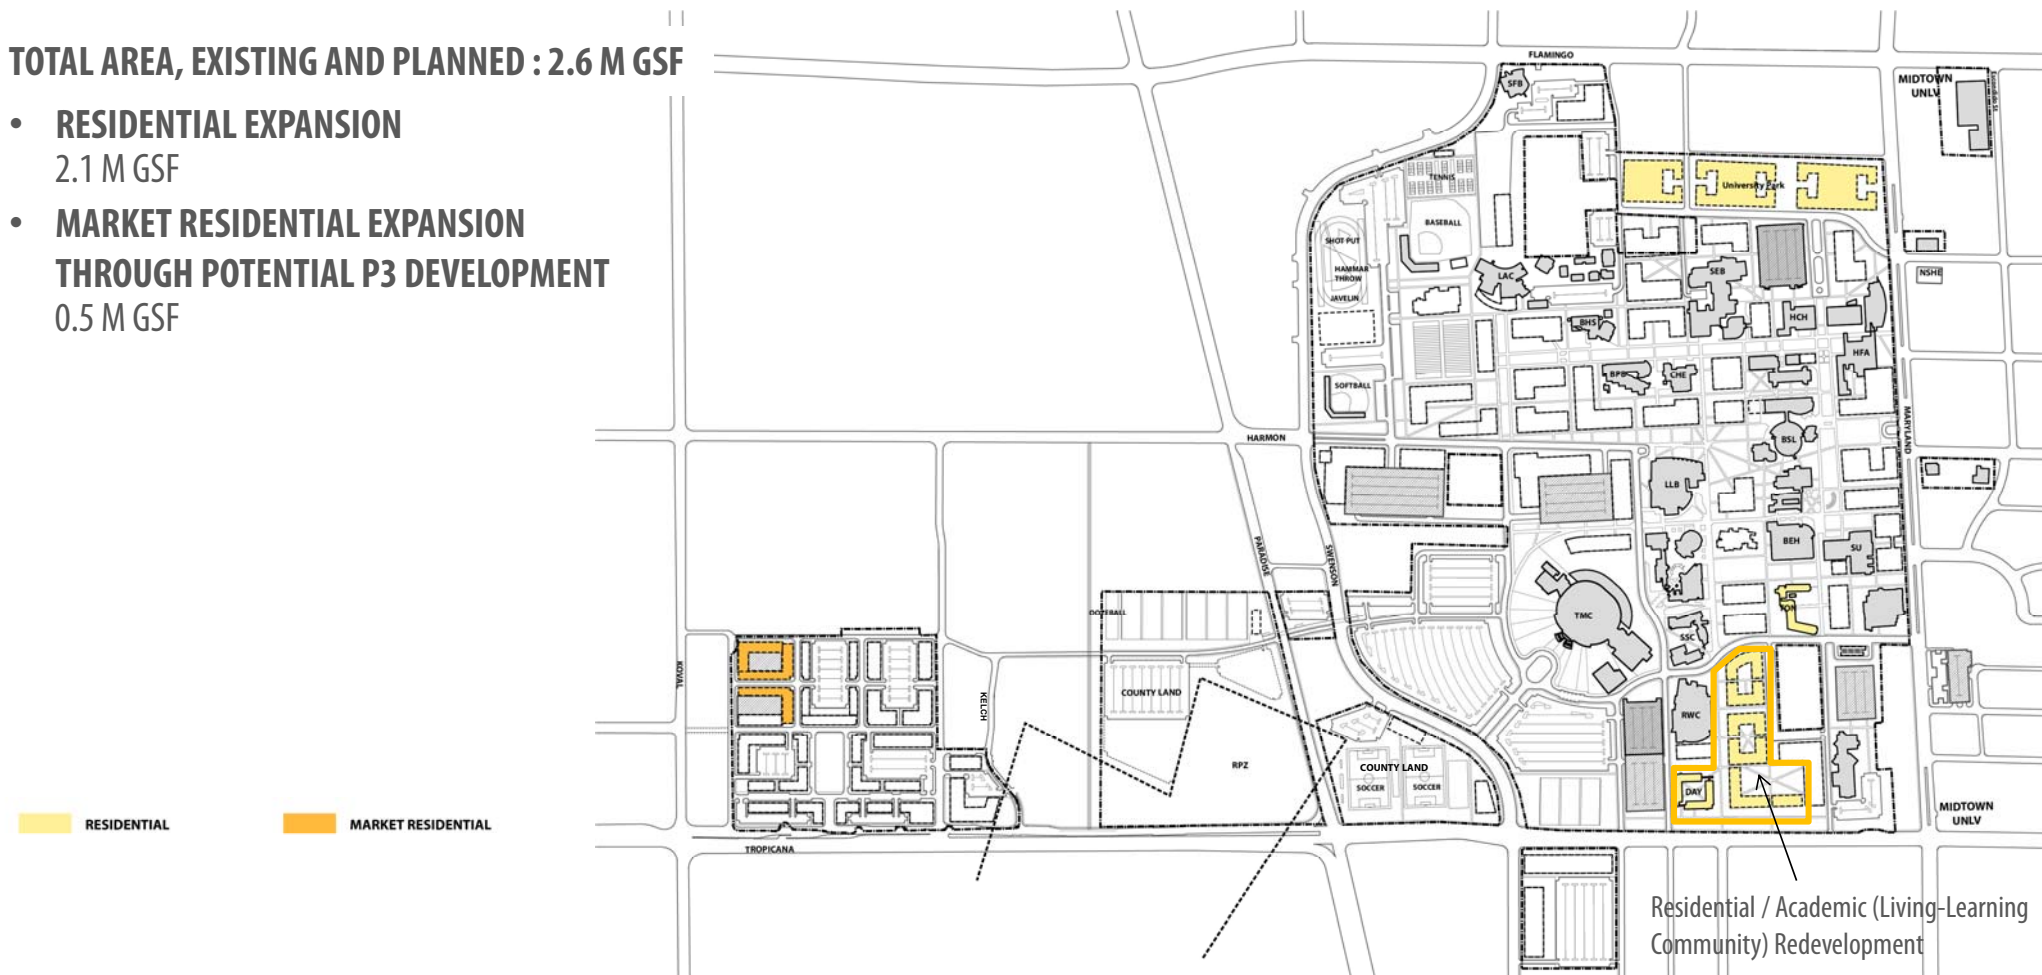 TOTAL AREA, EXISTING AND PLANNED : 2.6 M GSF
• RESIDENTIAL EXPANSION
2.1 M GSF
• MARKET RESIDENTIAL EXPANSION
THROUGH POTENTIAL P3 DEVELOPMENT
0.5 M GSF
FLAMINGO
SFB
MIDTOWN
UNLV
TENNIS
University Park
BASEBALL
SHOT PUT
HAMMAR
THROW
JAVELIN
LAC
SEB
NSHE
BHS
HCH
HFA
BPB
CHE
SOFTBALL
MARYLAND
HARMON
BSL
LLB
PARADISE
SWENSON
BEH
SU
OOZEBALL
TMC
TON
SSC
KOVAL
KELCH
COUNTY LAND
RWC
RPZ
COUNTY LAND
SOCCER
SOCCER
DAY
MIDTOWN
UNLV
RESIDENTIAL
MARKET RESIDENTIAL
TROPICANA
Residential / Academic (Living-Learning
Community) Redevelopment